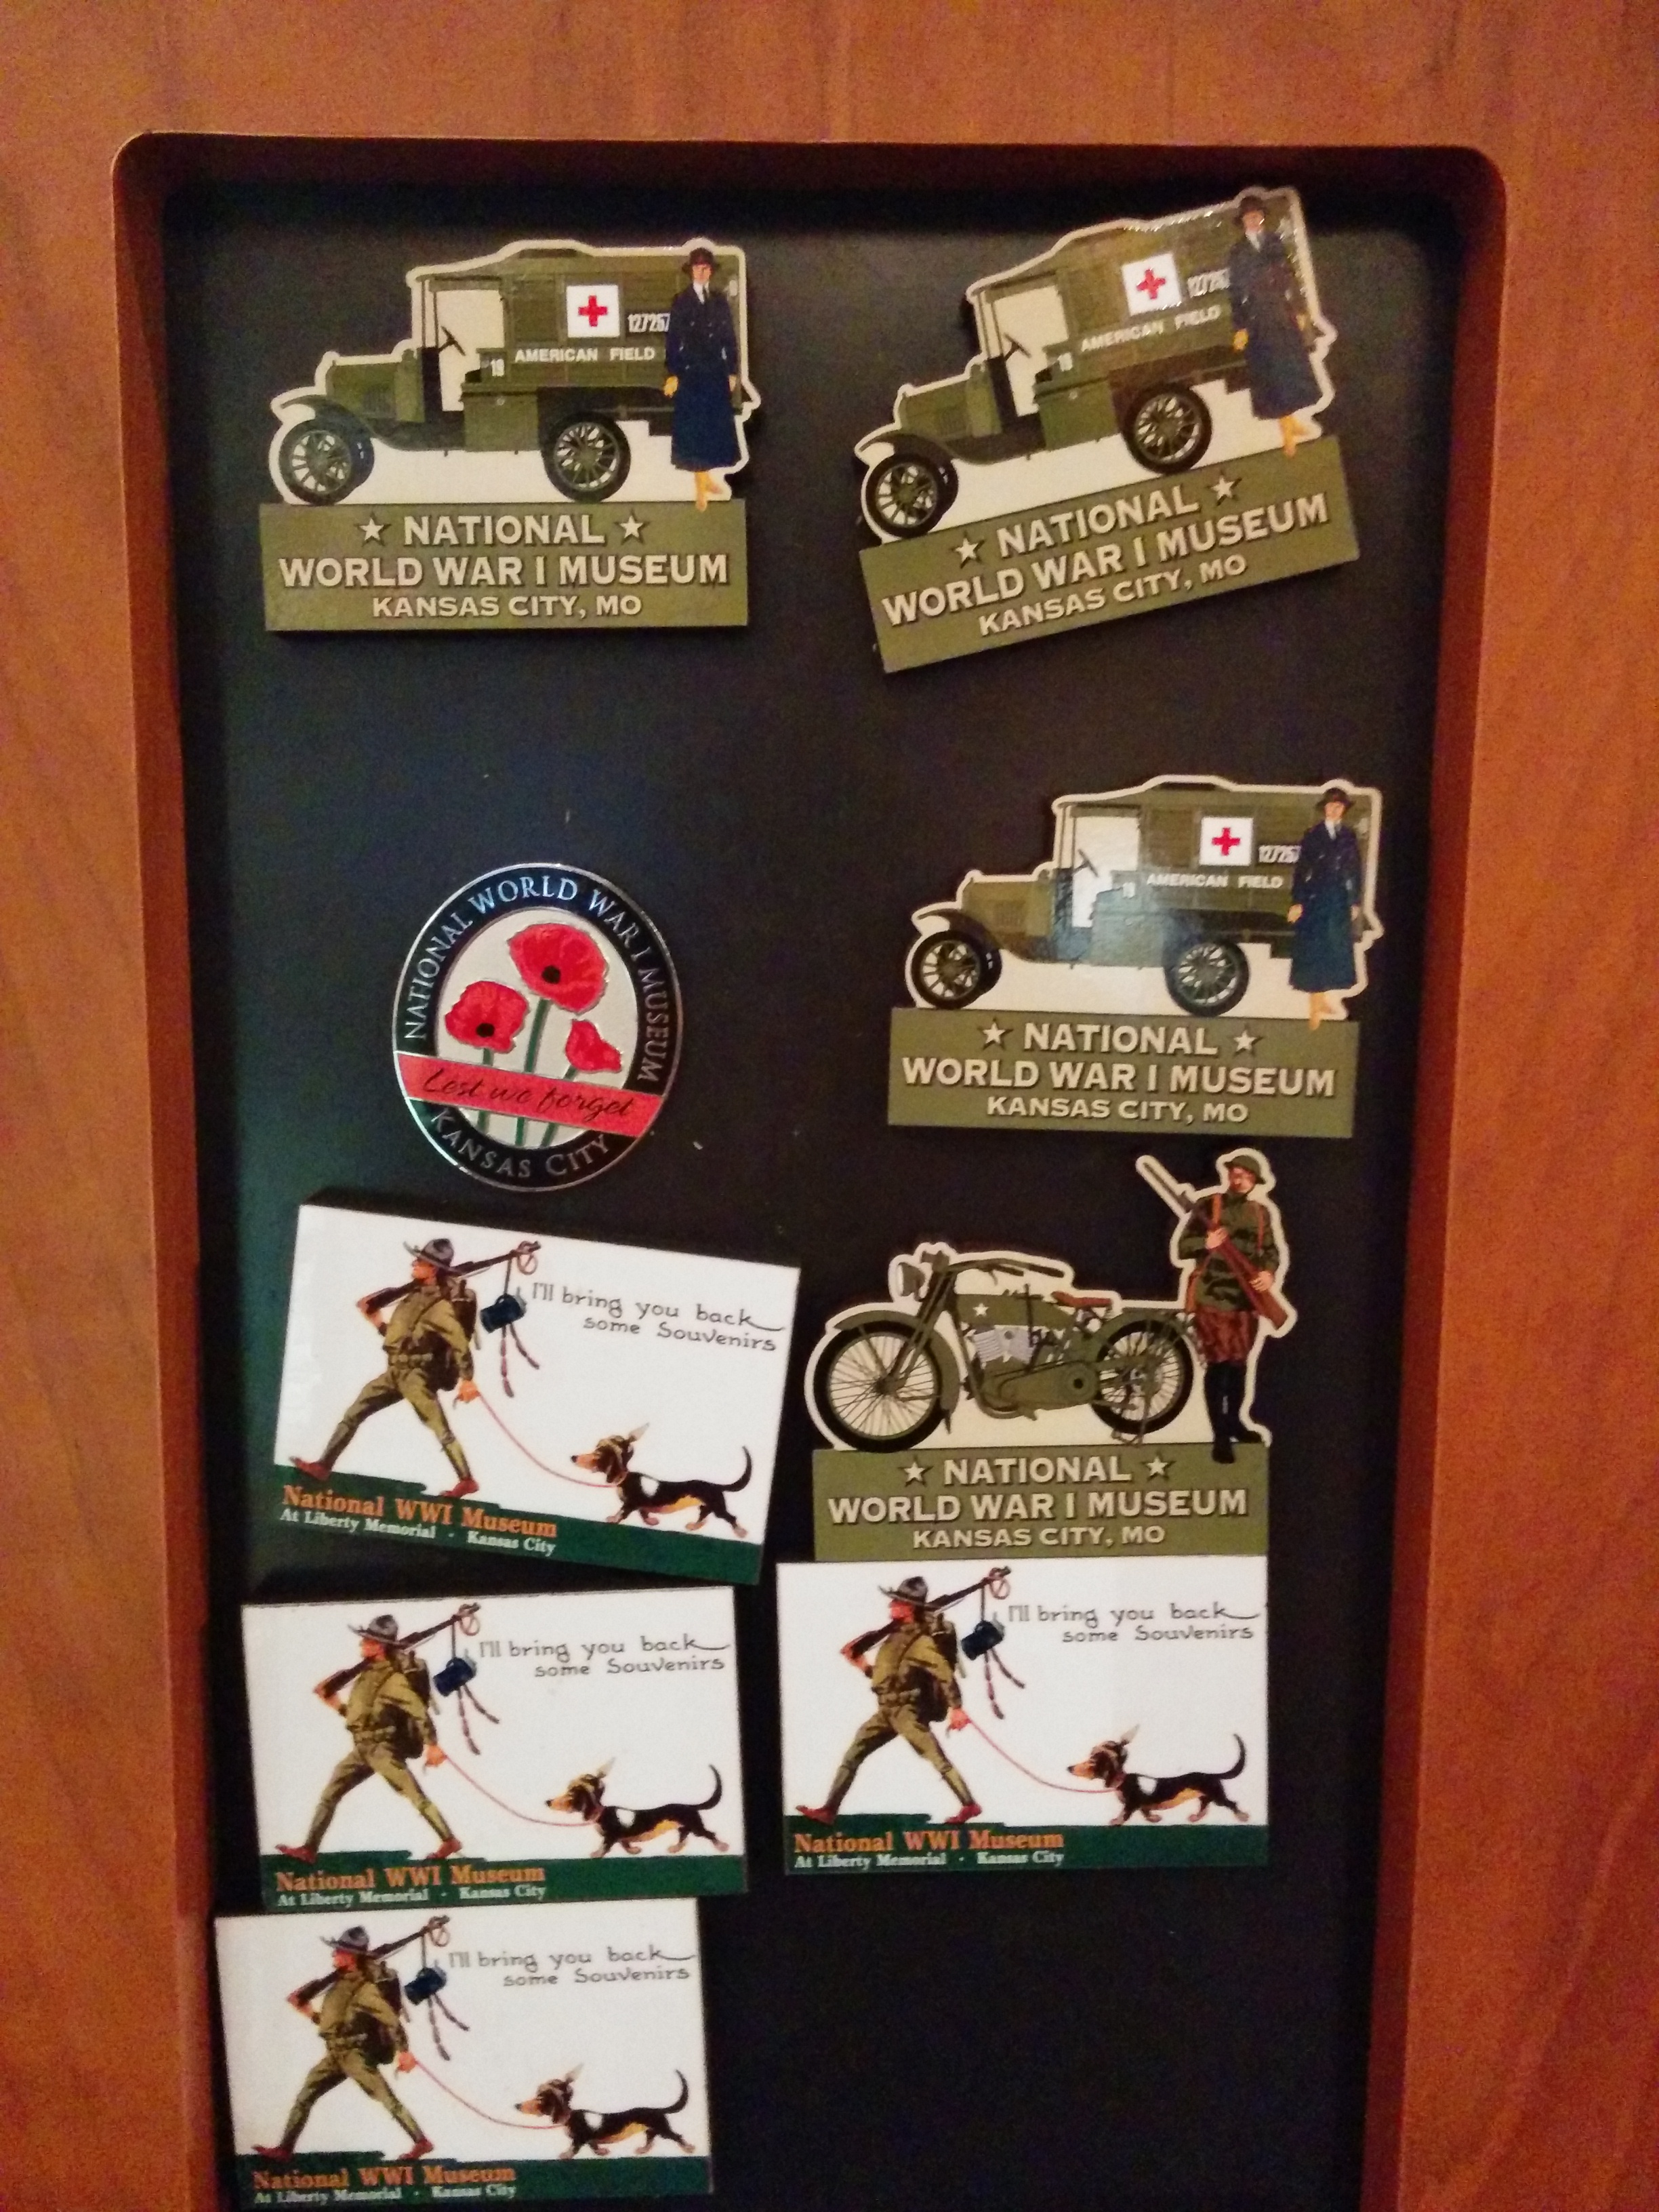 127257
19 AMERICAN FIELD
★ NATIONAL ★
WORLD WAR I MUSEUM
KANSAS CITY, MO
19 AMERICAN FIELD
★ NATIONAL ★
WORLD WAR I MUSEUM
KANSAS CITY, MO
NATIONAL WORLD WAR I MUSEUM
Lest we forget
KANSAS CITY
127257
19 AMERICAN FIELD
★ NATIONAL ★
WORLD WAR I MUSEUM
KANSAS CITY, MO
I'll bring you back
some Souvenirs
National WWI Museum
At Liberty Memorial · Kansas City
★ NATIONAL ★
WORLD WAR I MUSEUM
KANSAS CITY, MO
I'll bring you back
some Souvenirs
National WWI Museum
At Liberty Memorial · Kansas City
I'll bring you back
some Souvenirs
National WWI Museum
At Liberty Memorial · Kansas City
I'll bring you back
some Souvenirs
National WWI Museum
At Liberty Memorial · Kansas City